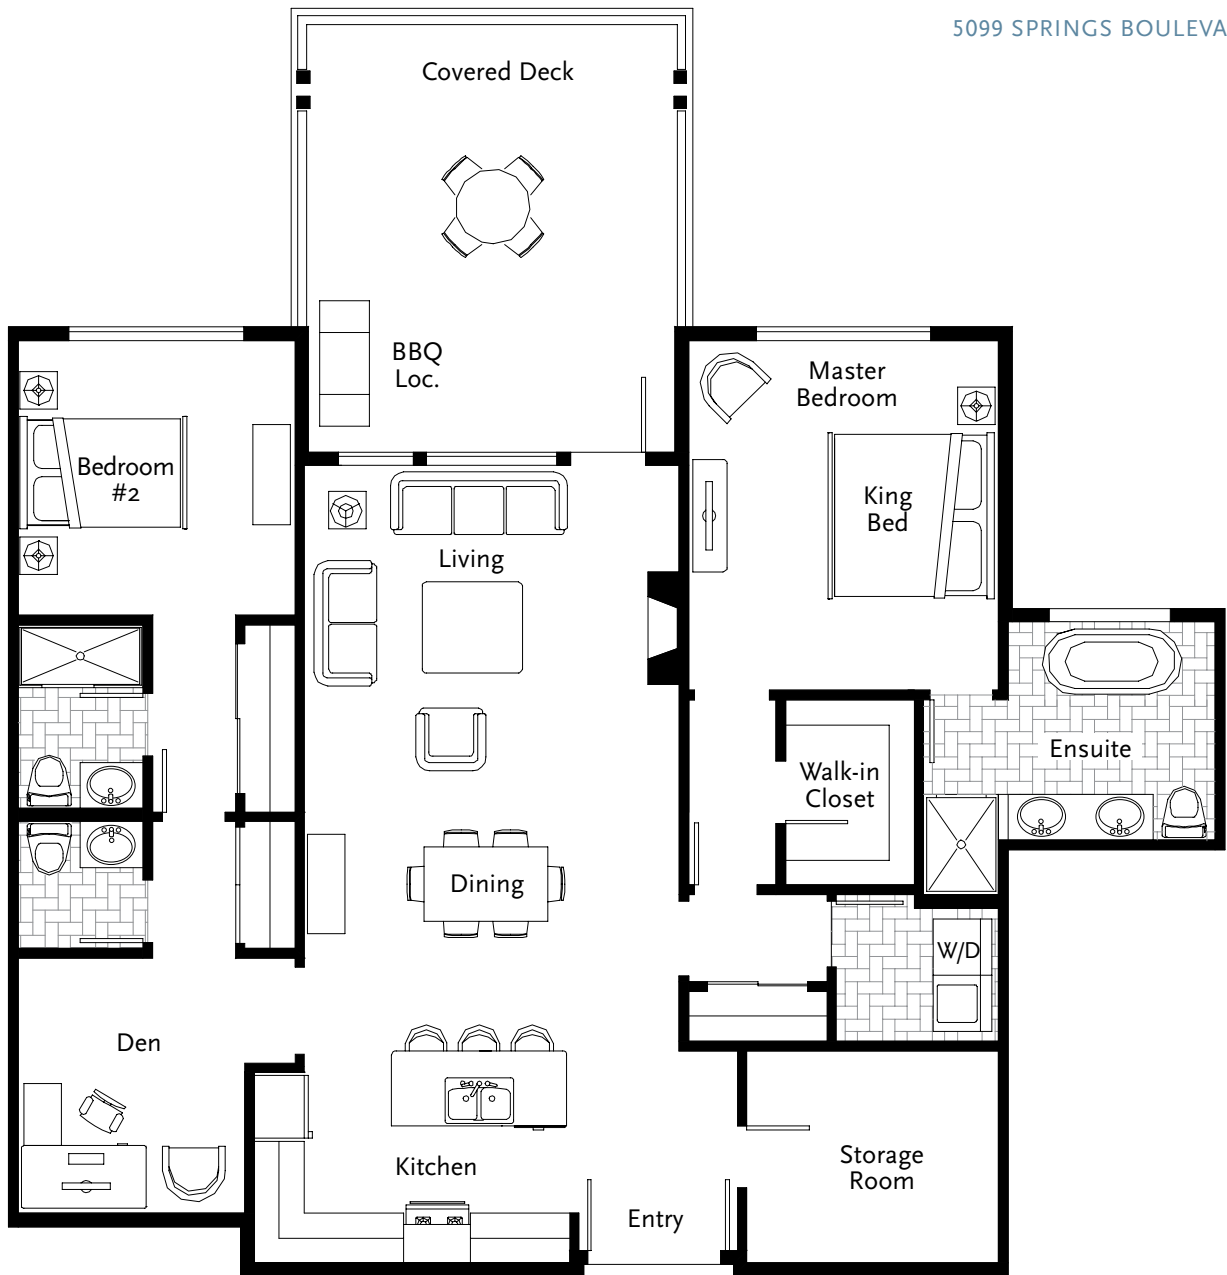 5099 SPRINGS BOULEVA
Covered Deck
BBQ
Loc.
Master
Bedroom
Bedroom
#2
King
Bed
Living
Ensuite
Walk-in
Closet
Dining
W/D
Den
Kitchen
Storage
Room
Entry